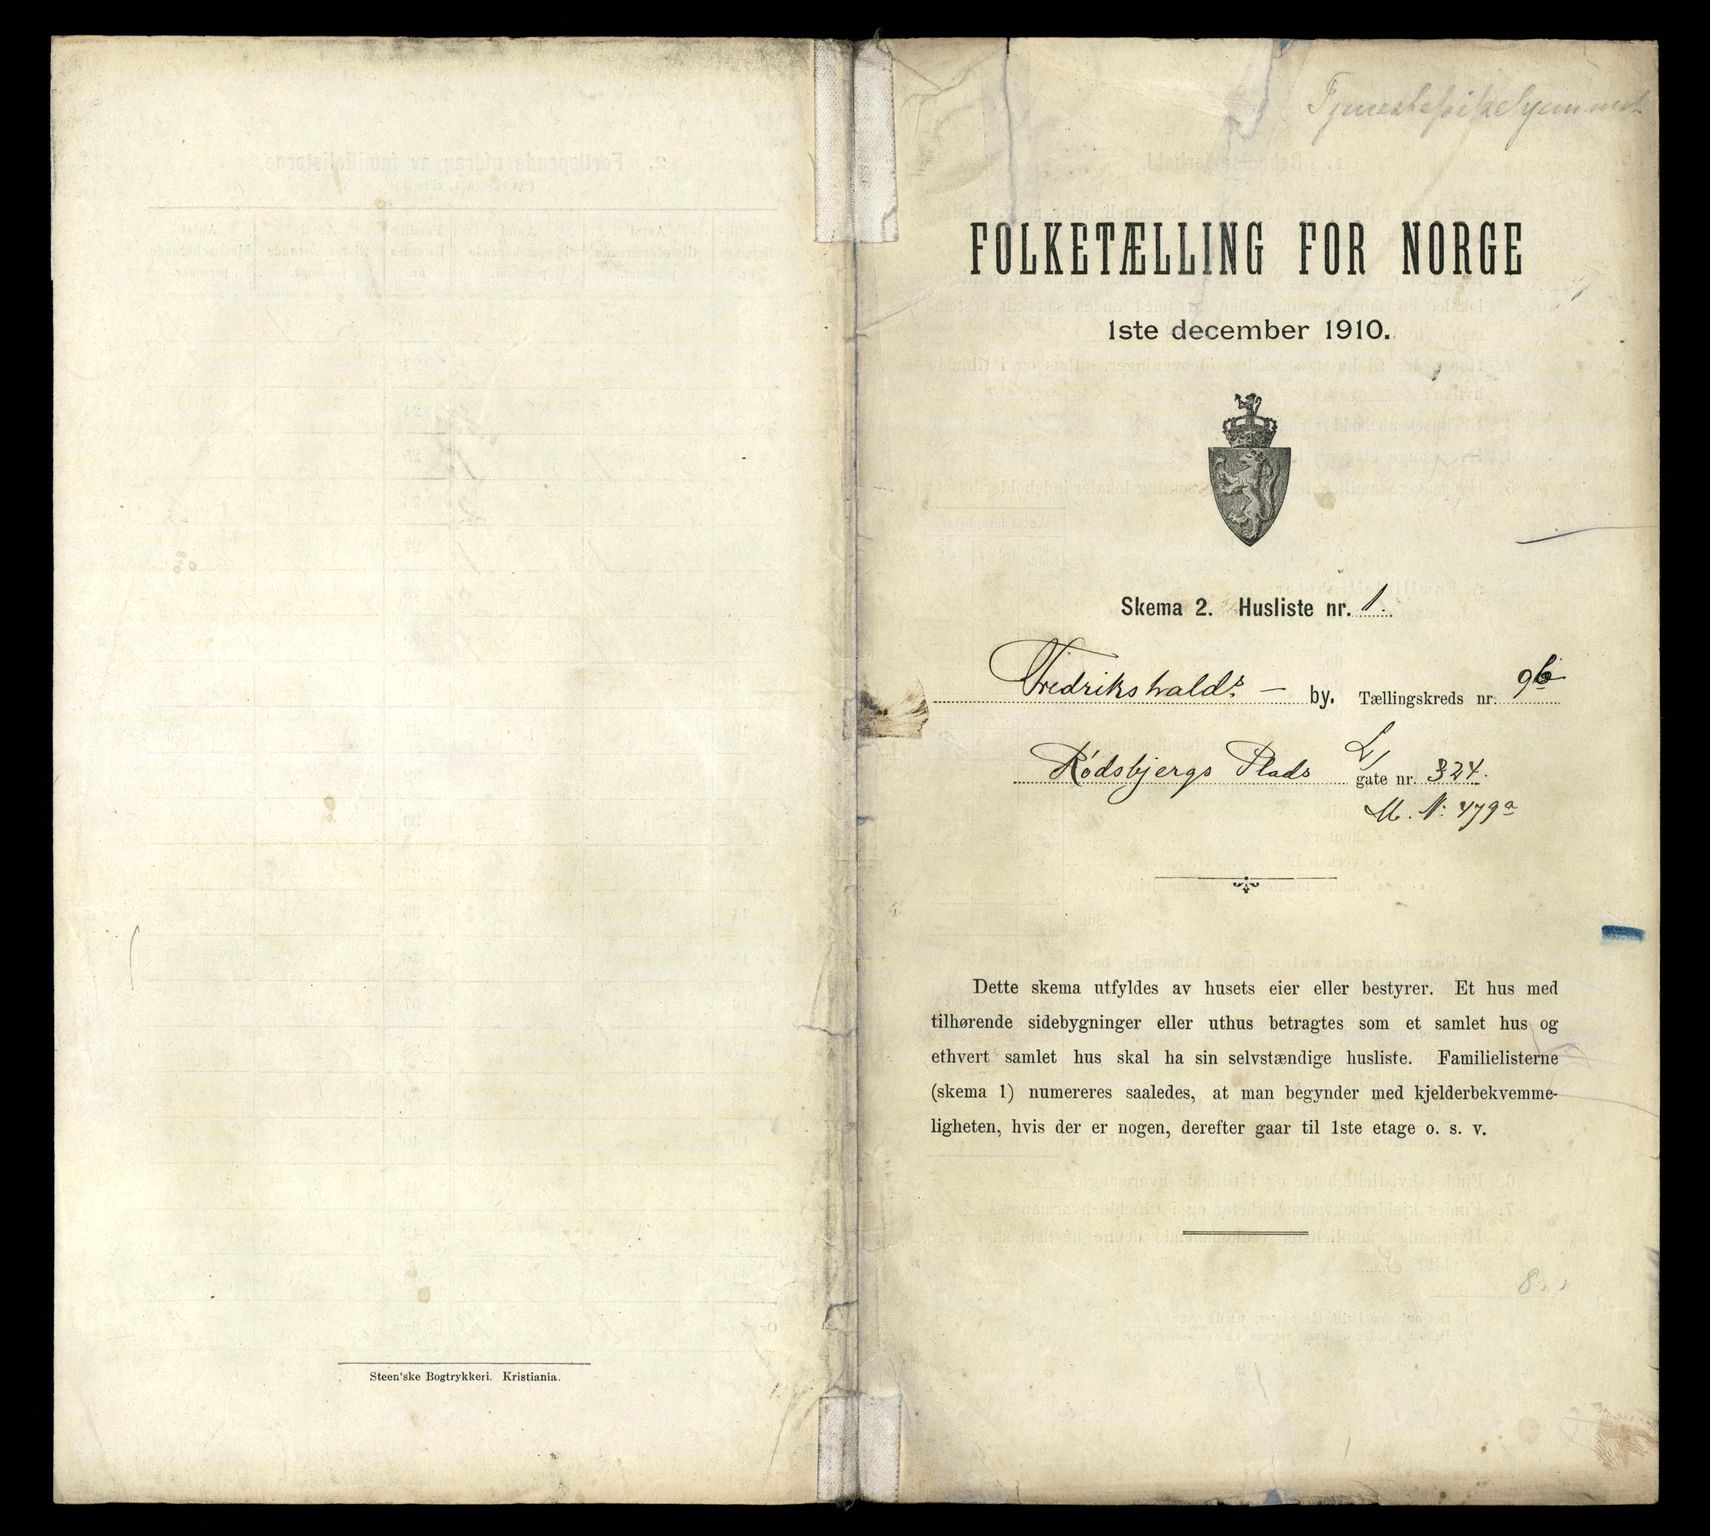 Steen'ske Bogtrykkeri. Kristiania.
Tjenestepikehjemmet
FOLKETÆLLING FOR NORGE
1ste december 1910.
Skema 2. Husliste nr. 1.
Fredrikshalds by. Tællingskreds nr. 9b
Rødsbjergs Plads L gate nr. 324.
M. N: 479a
Dette skema utfyldes av husets eier eller bestyrer. Et hus med
tilhørende sidebygninger eller uthus betragtes som et samlet hus og
ethvert samlet hus skal ha sin selvstændige husliste. Familielisterne
(skema 1) numereres saaledes, at man begynder med kjelderbekvemme-
ligheten, hvis der er nogen, derefter gaar til 1ste etage o. s. v.